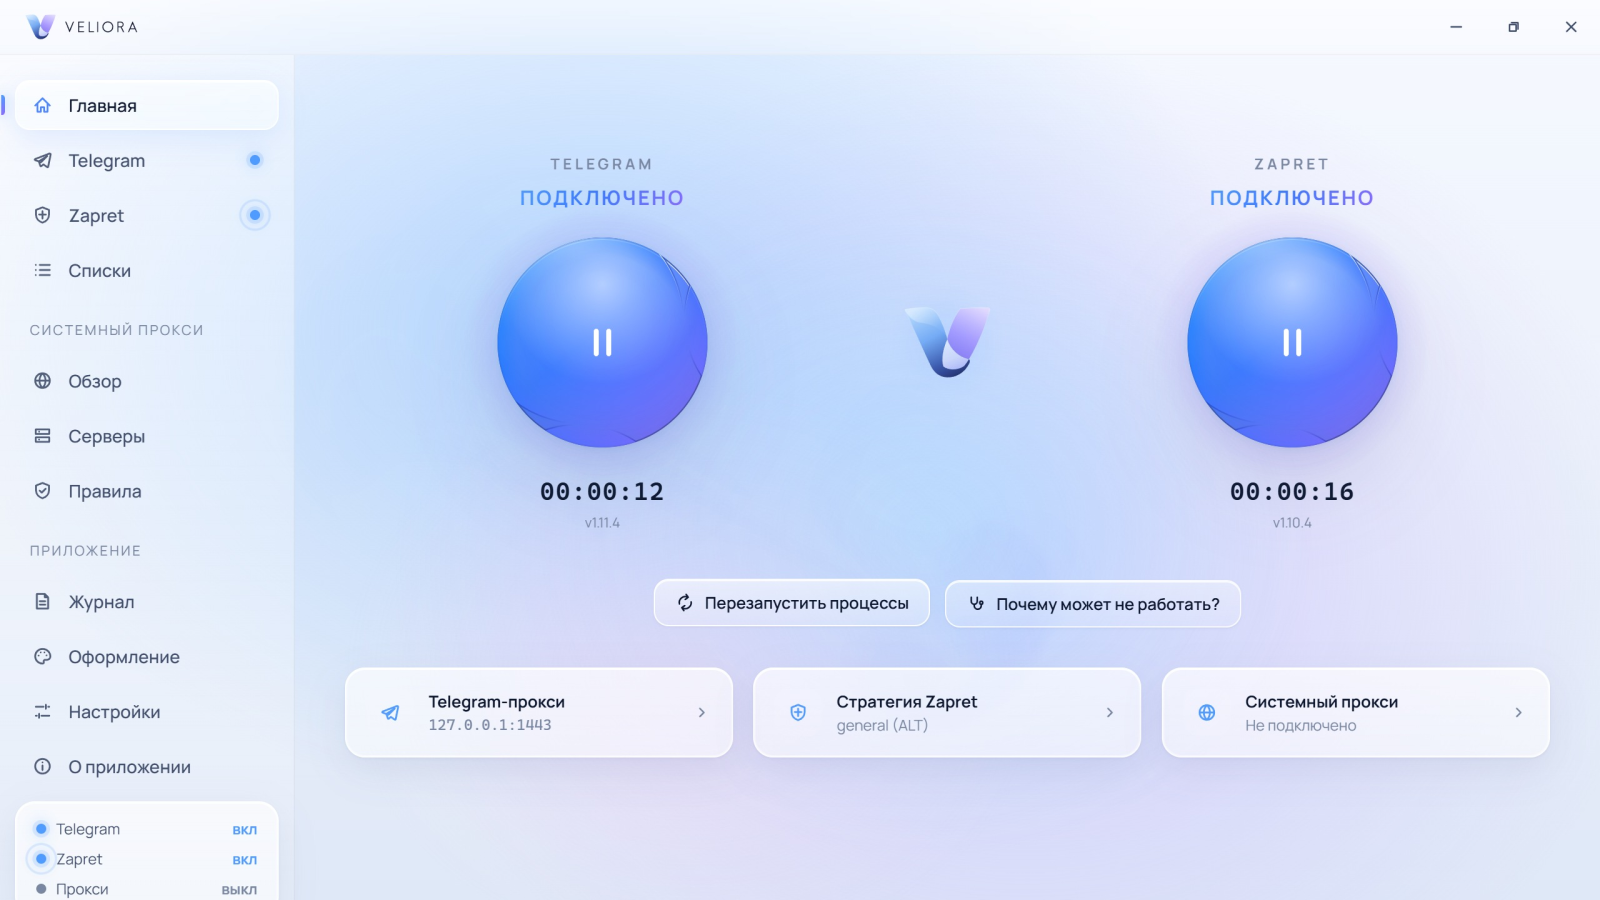 VELIORA
Главная
Telegram
Zapret
Списки
СИСТЕМНЫЙ ПРОКСИ
Обзор
Серверы
Правила
ПРИЛОЖЕНИЕ
Журнал
Оформление
Настройки
О приложении
Telegram ВКЛ
Zapret ВКЛ
Прокси ВЫКЛ
TELEGRAM
ПОДКЛЮЧЕНО
00:00:12
v1.11.4
ZAPRET
ПОДКЛЮЧЕНО
00:00:16
v1.10.4
Перезапустить процессы
Почему может не работать?
Telegram-прокси
127.0.0.1:1443
Стратегия Zapret
general (ALT)
Системный прокси
Не подключено